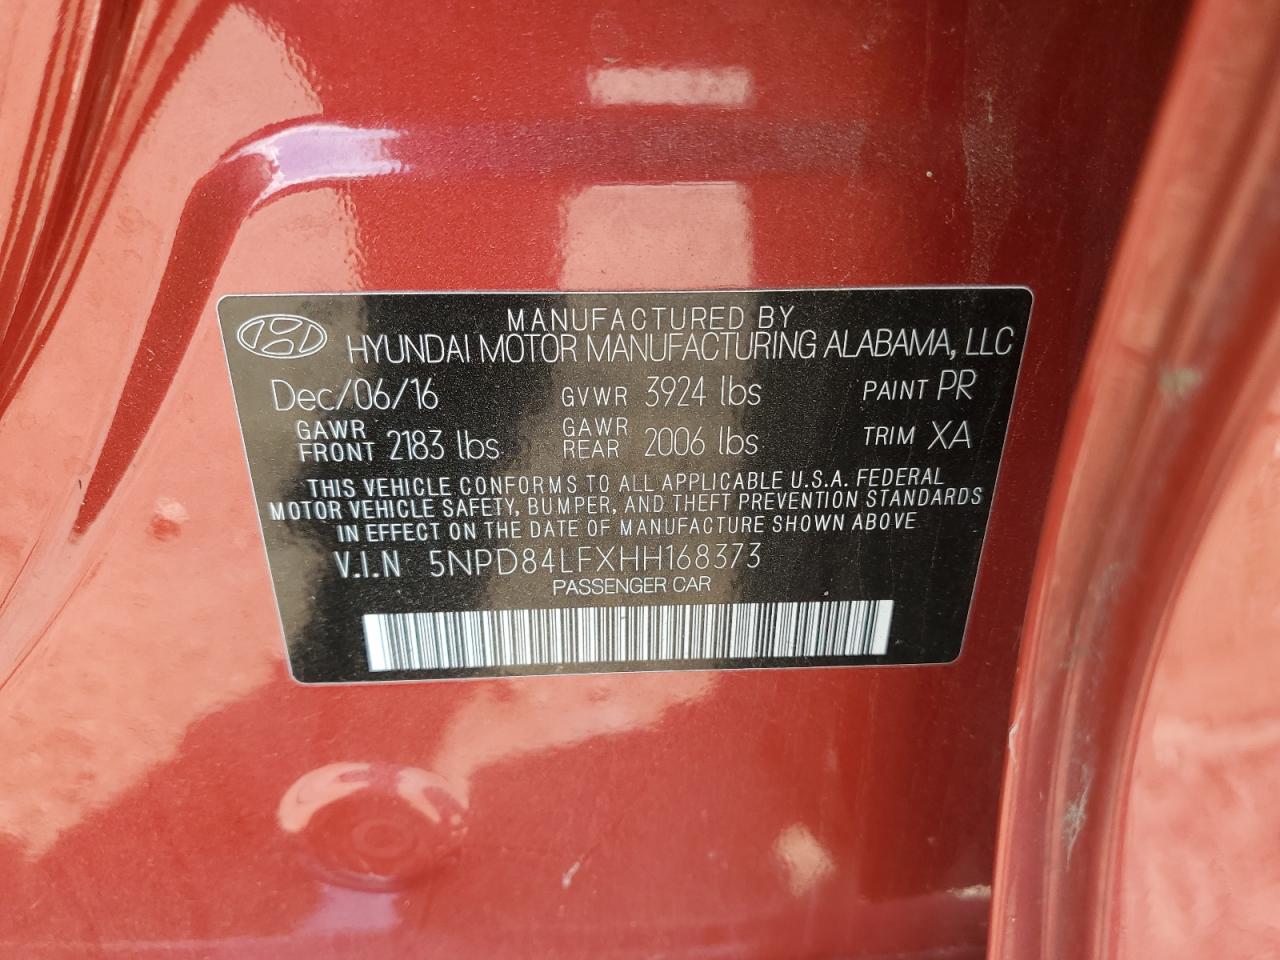 MANUFACTURED BY
HYUNDAI MOTOR MANUFACTURING ALABAMA, LLC
Dec/06/16 GVWR 3924 lbs PAINT PR
GAWR FRONT 2183 lbs GAWR REAR 2006 lbs TRIM XA
THIS VEHICLE CONFORMS TO ALL APPLICABLE U.S.A. FEDERAL
MOTOR VEHICLE SAFETY, BUMPER, AND THEFT PREVENTION STANDARDS
IN EFFECT ON THE DATE OF MANUFACTURE SHOWN ABOVE
V.I.N 5NPD84LFXHH168373
PASSENGER CAR